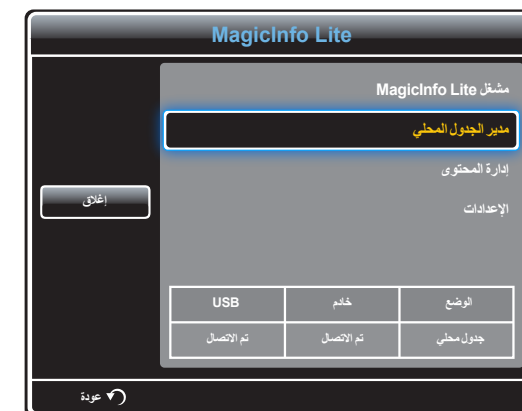 MagicInfo Lite
مشغل MagicInfo Lite
مدير الجدول المحلي
إدارة المحتوى
الإعدادات
إغلاق
الوضع خادم USB
جدول محلي تم الاتصال تم الاتصال
عودة